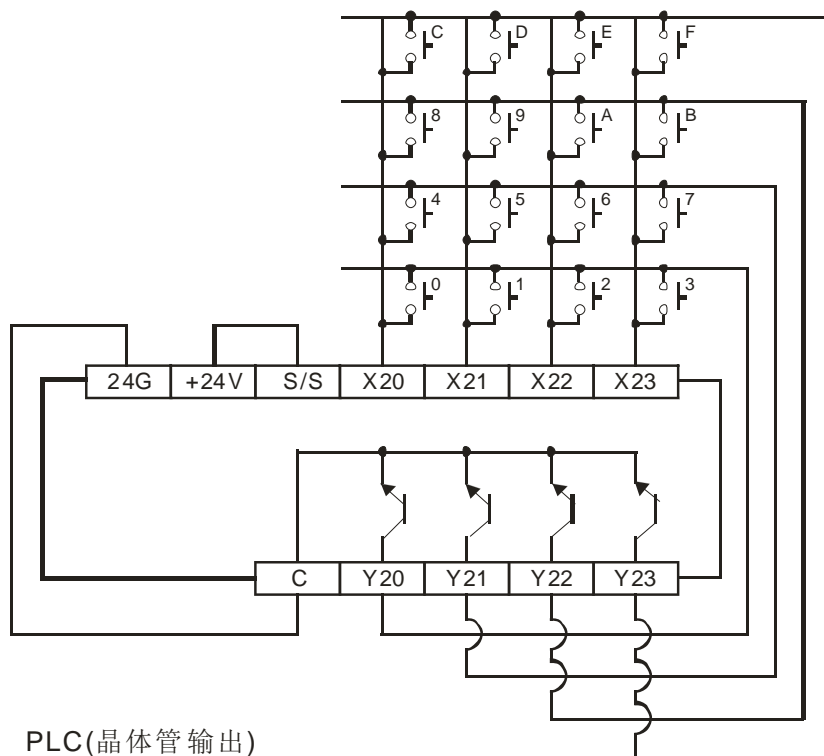 C D E F
8 9 A B
4 5 6 7
0 1 2 3
24G +24V S/S X20 X21 X22 X23
C Y20 Y21 Y22 Y23
PLC(晶体管输出)